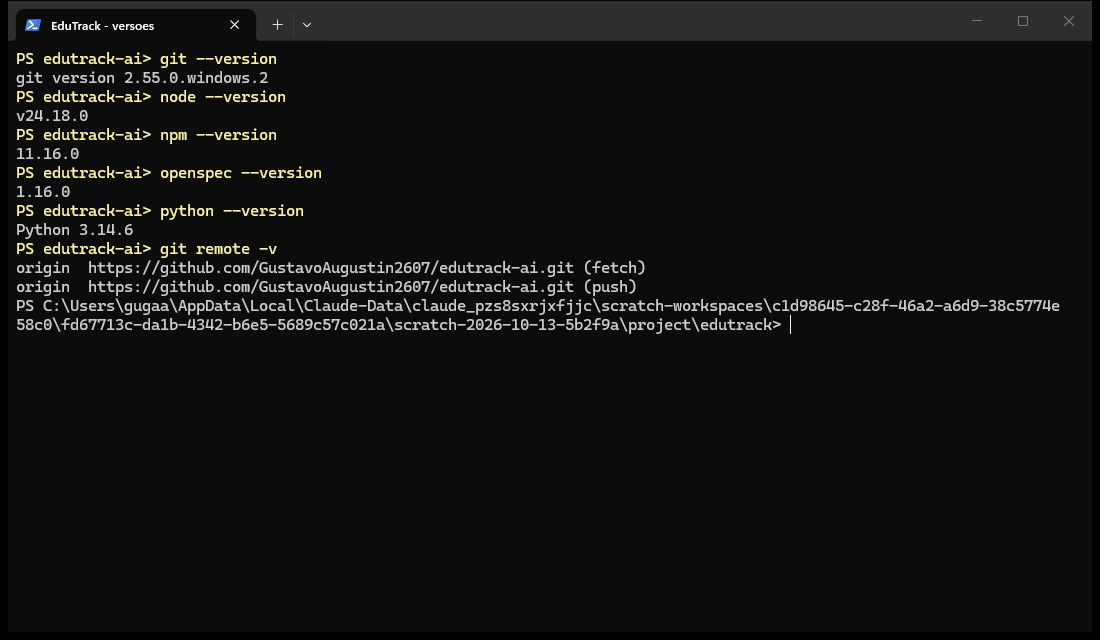 EduTrack - versoes
PS edutrack-ai> git --version
git version 2.55.0.windows.2
PS edutrack-ai> node --version
v24.18.0
PS edutrack-ai> npm --version
11.16.0
PS edutrack-ai> openspec --version
1.16.0
PS edutrack-ai> python --version
Python 3.14.6
PS edutrack-ai> git remote -v
origin  https://github.com/GustavoAugustin2607/edutrack-ai.git (fetch)
origin  https://github.com/GustavoAugustin2607/edutrack-ai.git (push)
PS C:\Users\gugaa\AppData\Local\Claude-Data\claude_pzs8sxrjxfjjc\scratch-workspaces\c1d98645-c28f-46a2-a6d9-38c5774e
58c0\fd67713c-da1b-4342-b6e5-5689c57c021a\scratch-2026-10-13-5b2f9a\project\edutrack>